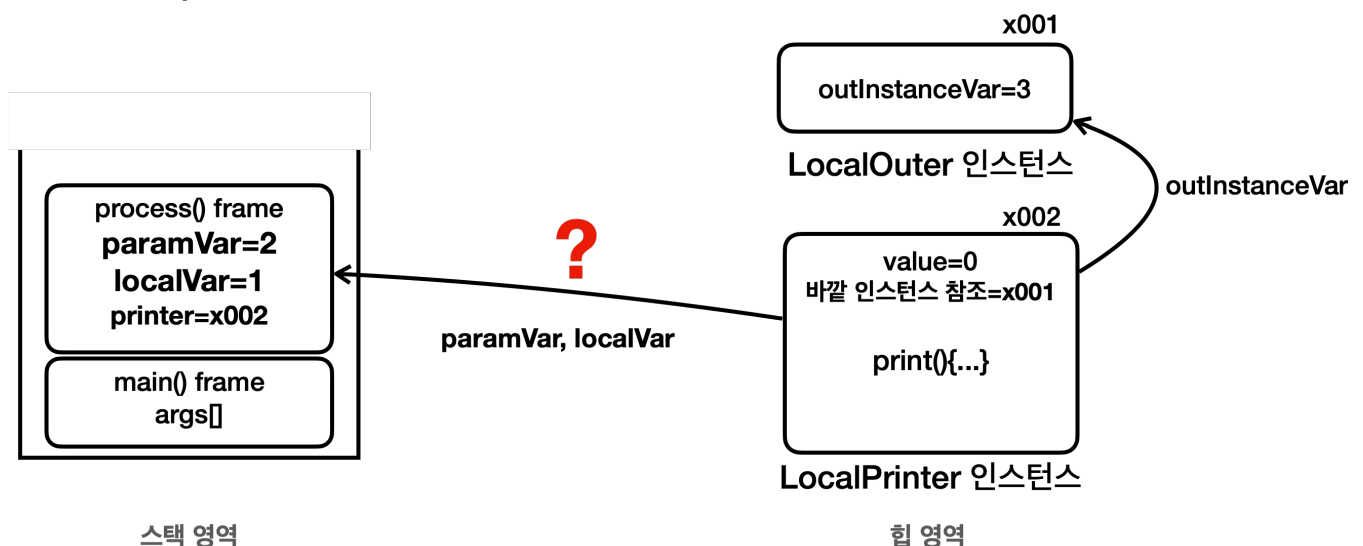 process() frame
paramVar=2
localVar=1
printer=x002
main() frame
args[]
스택 영역
?
paramVar, localVar
x001
outInstanceVar=3
LocalOuter 인스턴스
outInstanceVar
x002
value=0
바깥 인스턴스 참조=x001
print(){...}
LocalPrinter 인스턴스
힙 영역